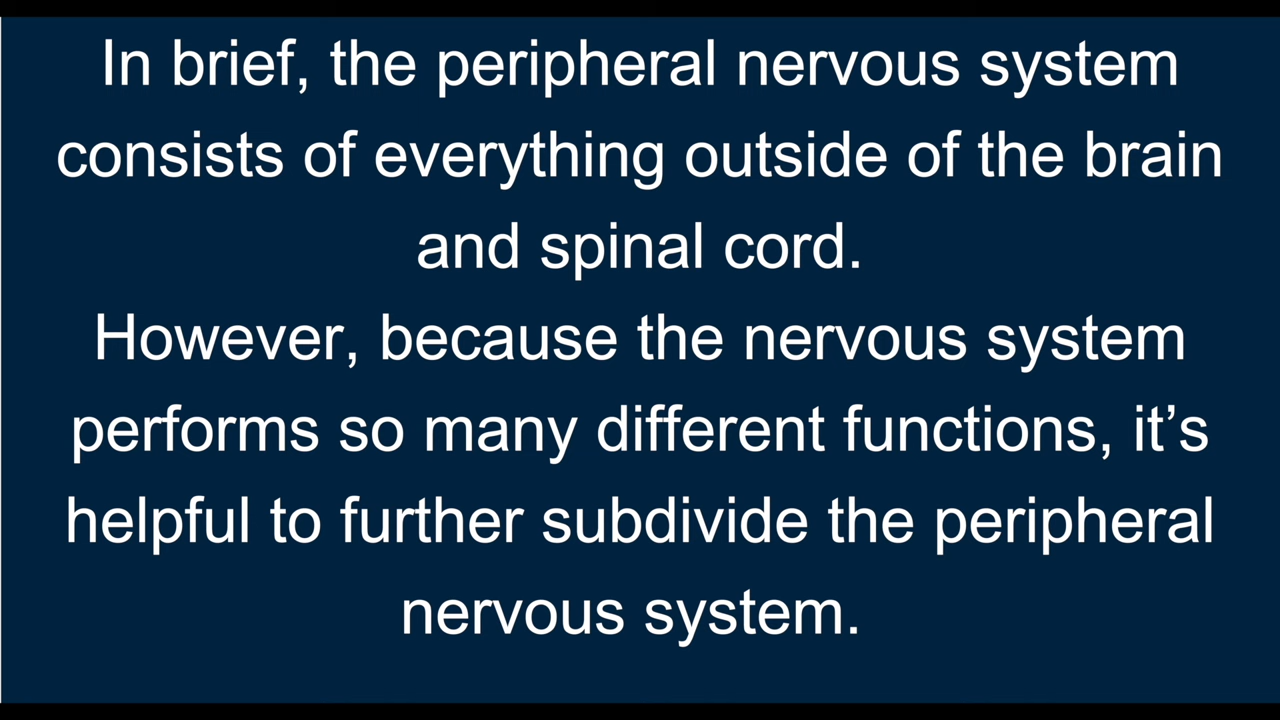 In brief, the peripheral nervous system
consists of everything outside of the brain
and spinal cord.
However, because the nervous system
performs so many different functions, it’s
helpful to further subdivide the peripheral
nervous system.